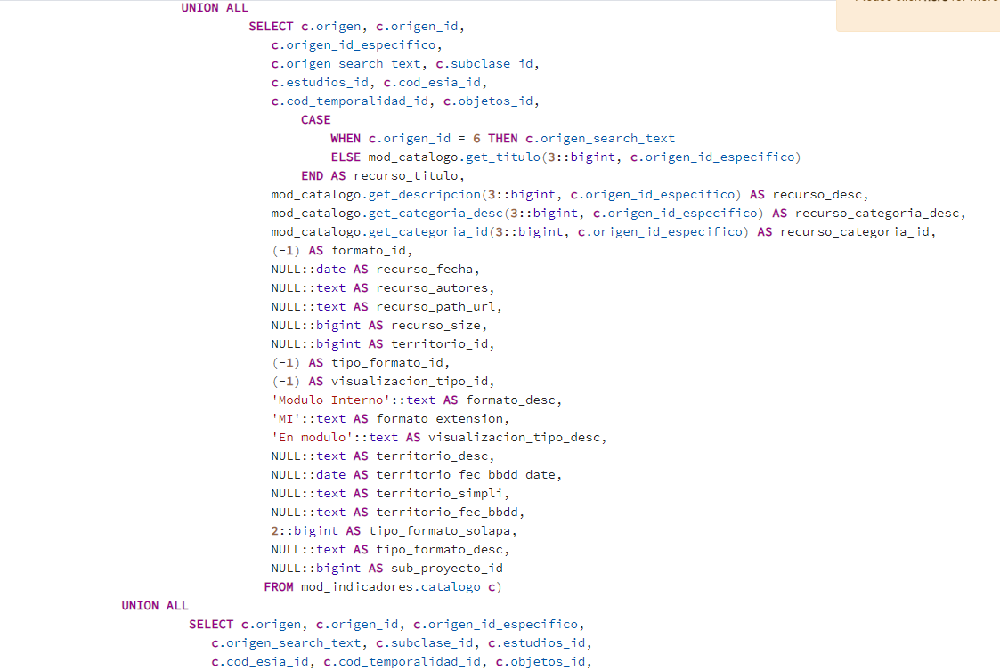 Please click here for more
UNION ALL
SELECT c.origen, c.origen_id,
c.origen_id_especifico,
c.origen_search_text, c.subclase_id,
c.estudios_id, c.cod_esia_id,
c.cod_temporalidad_id, c.objetos_id,
CASE
WHEN c.origen_id = 6 THEN c.origen_search_text
ELSE mod_catalogo.get_titulo(3::bigint, c.origen_id_especifico)
END AS recurso_titulo,
mod_catalogo.get_descripcion(3::bigint, c.origen_id_especifico) AS recurso_desc,
mod_catalogo.get_categoria_desc(3::bigint, c.origen_id_especifico) AS recurso_categoria_desc,
mod_catalogo.get_categoria_id(3::bigint, c.origen_id_especifico) AS recurso_categoria_id,
(-1) AS formato_id,
NULL::date AS recurso_fecha,
NULL::text AS recurso_autores,
NULL::text AS recurso_path_url,
NULL::bigint AS recurso_size,
NULL::bigint AS territorio_id,
(-1) AS tipo_formato_id,
(-1) AS visualizacion_tipo_id,
'Modulo Interno'::text AS formato_desc,
'MI'::text AS formato_extension,
'En modulo'::text AS visualizacion_tipo_desc,
NULL::text AS territorio_desc,
NULL::date AS territorio_fec_bbdd_date,
NULL::text AS territorio_simpli,
NULL::text AS territorio_fec_bbdd,
2::bigint AS tipo_formato_solapa,
NULL::text AS tipo_formato_desc,
NULL::bigint AS sub_proyecto_id
FROM mod_indicadores.catalogo c)
UNION ALL
SELECT c.origen, c.origen_id, c.origen_id_especifico,
c.origen_search_text, c.subclase_id, c.estudios_id,
c.cod_esia_id, c.cod_temporalidad_id, c.objetos_id,